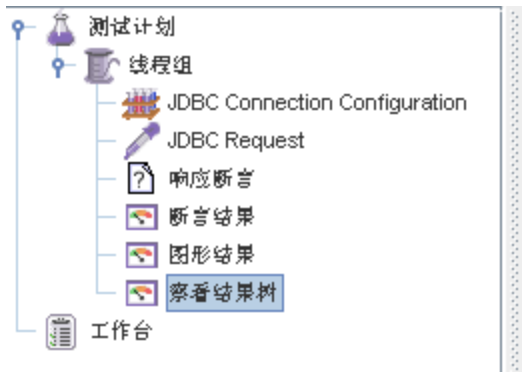 测试计划
线程组
JDBC Connection Configuration
JDBC Request
响应断言
断言结果
图形结果
察看结果树
工作台